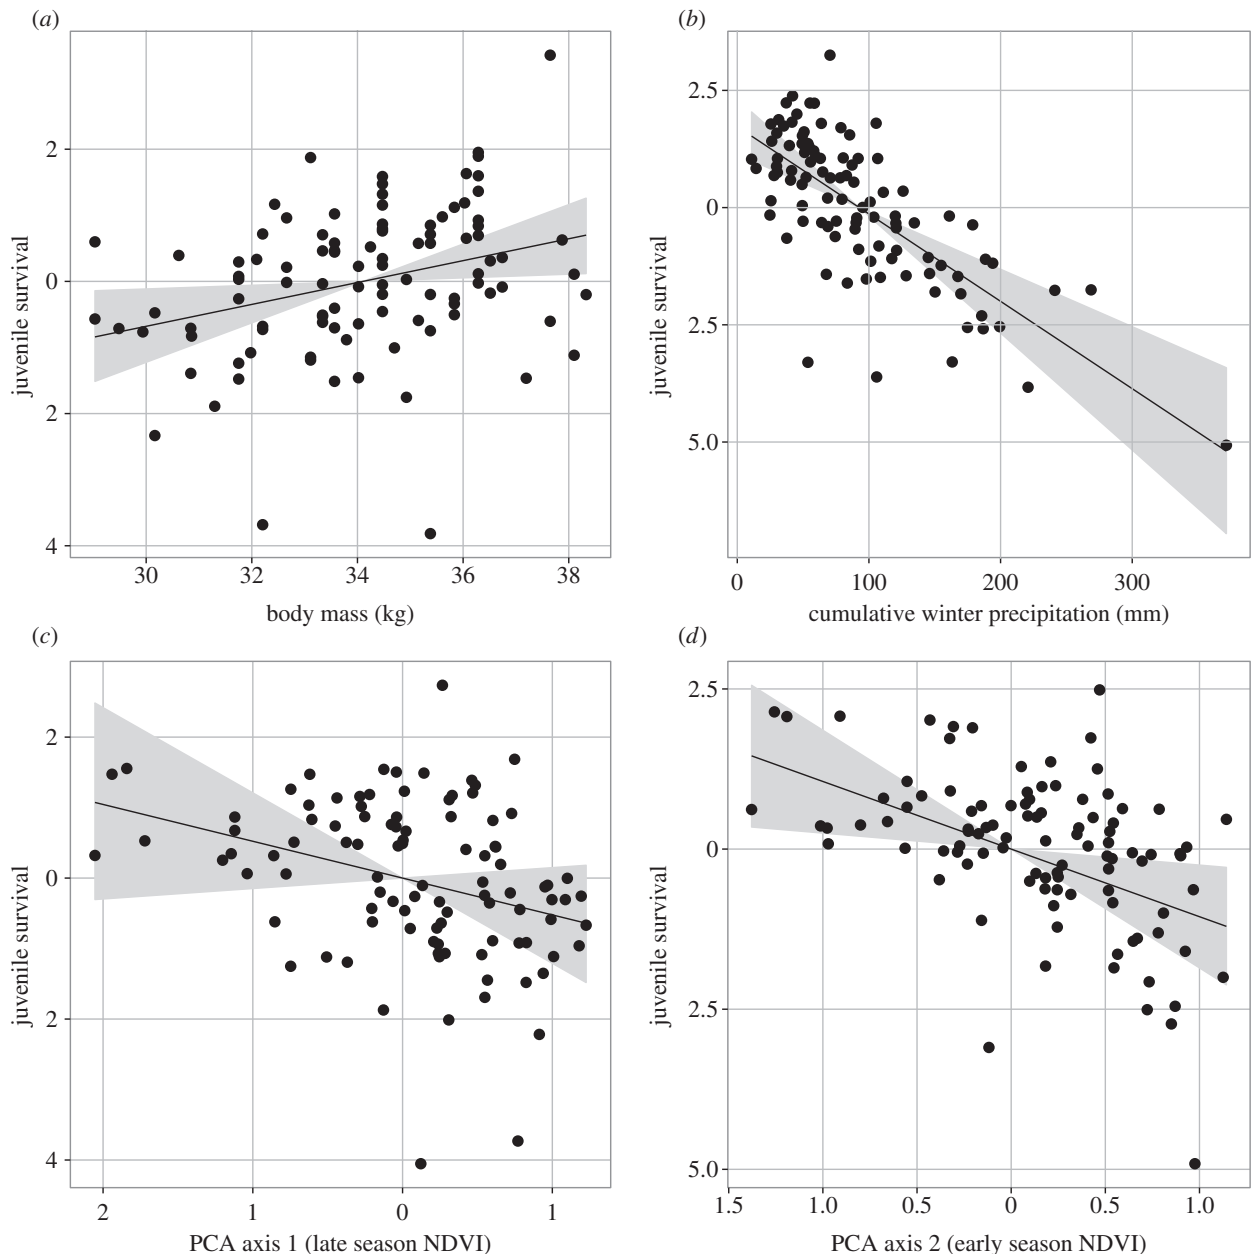 (a)
(b)
2
0
2
4
juvenile survival
30 32 34 36 38
body mass (kg)
2.5
0
2.5
5.0
juvenile survival
0 100 200 300
cumulative winter precipitation (mm)
(c)
(d)
2
0
2
4
juvenile survival
2 1 0 1
PCA axis 1 (late season NDVI)
2.5
0
2.5
5.0
juvenile survival
1.5 1.0 0.5 0 0.5 1.0
PCA axis 2 (early season NDVI)